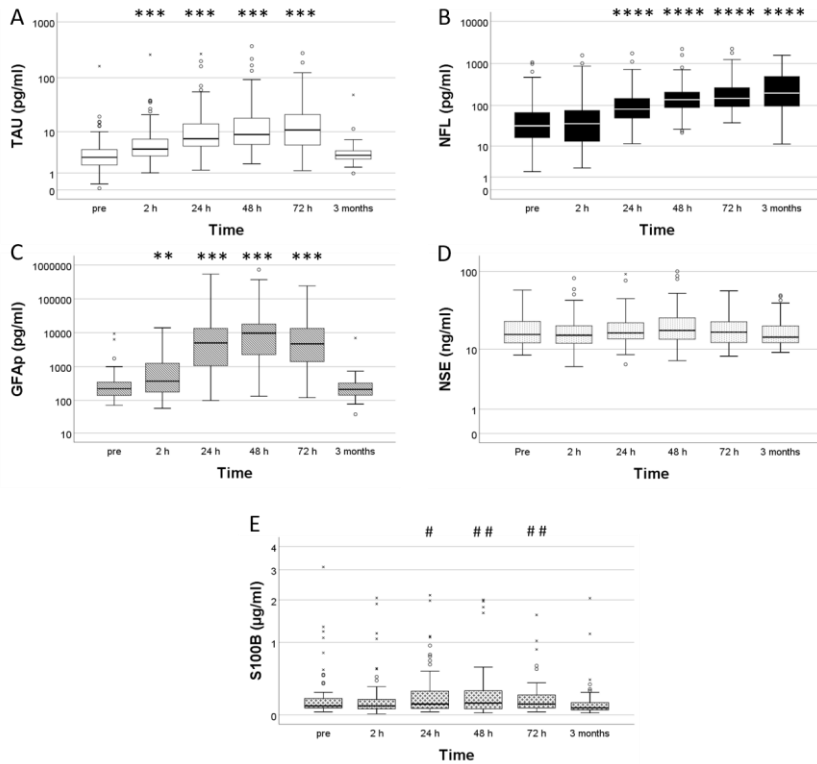 A
*** *** *** ***
1000
100
10
1
0
TAU (pg/ml)
pre 2 h 24 h 48 h 72 h 3 months
Time
B
**** **** **** ****
10000
1000
100
10
1
0
NFL (pg/ml)
pre 2 h 24 h 48 h 72 h 3 months
Time
C
** *** *** ***
1000000
100000
10000
1000
100
10
GFAp (pg/ml)
pre 2 h 24 h 48 h 72 h 3 months
Time
D
100
10
1
0
NSE (ng/ml)
Pre 2 h 24 h 48 h 72 h 3 months
Time
E
# ## ##
4
3
2
1
0
S100B (µg/ml)
pre 2 h 24 h 48 h 72 h 3 months
Time